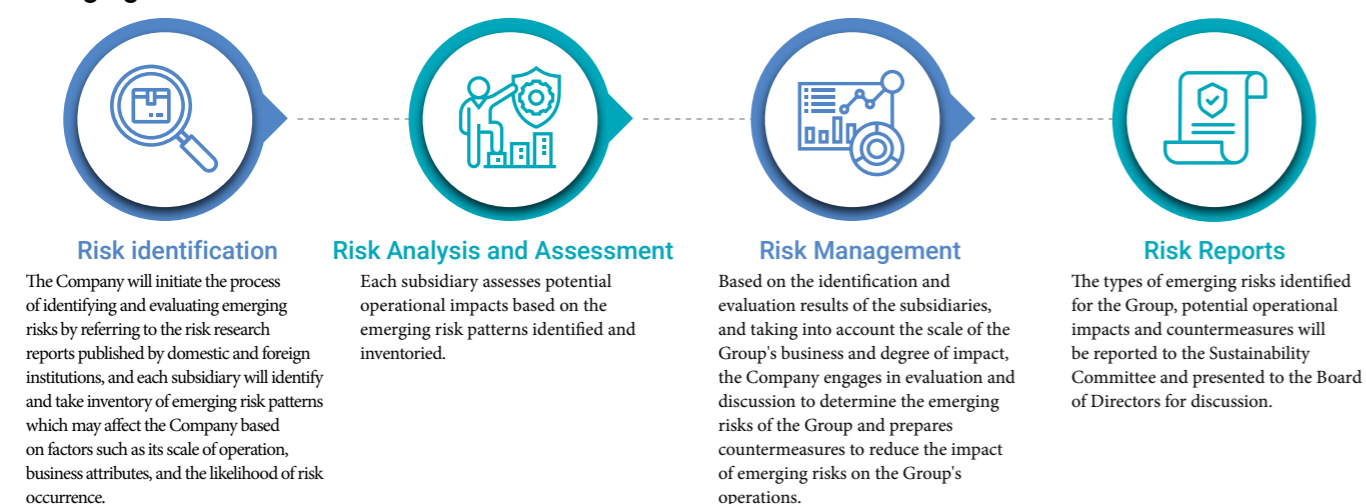 Risk identification
The Company will initiate the process
of identifying and evaluating emerging
risks by referring to the risk research
reports published by domestic and foreign
institutions, and each subsidiary will identify
and take inventory of emerging risk patterns
which may affect the Company based
on factors such as its scale of operation,
business attributes, and the likelihood of risk
occurrence.
Risk Analysis and Assessment
Each subsidiary assesses potential
operational impacts based on the
emerging risk patterns identified and
inventoried.
Risk Management
Based on the identification and
evaluation results of the subsidiaries,
and taking into account the scale of the
Group's business and degree of impact,
the Company engages in evaluation and
discussion to determine the emerging
risks of the Group and prepares
countermeasures to reduce the impact
of emerging risks on the Group's
operations.
Risk Reports
The types of emerging risks identified
for the Group, potential operational
impacts and countermeasures will
be reported to the Sustainability
Committee and presented to the Board
of Directors for discussion.